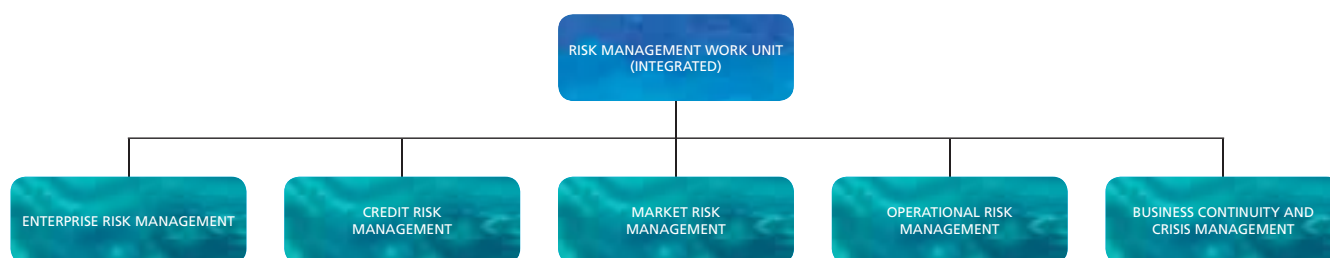 RISK MANAGEMENT WORK UNIT
(INTEGRATED)
ENTERPRISE RISK MANAGEMENT
CREDIT RISK
MANAGEMENT
MARKET RISK
MANAGEMENT
OPERATIONAL RISK
MANAGEMENT
BUSINESS CONTINUITY AND
CRISIS MANAGEMENT